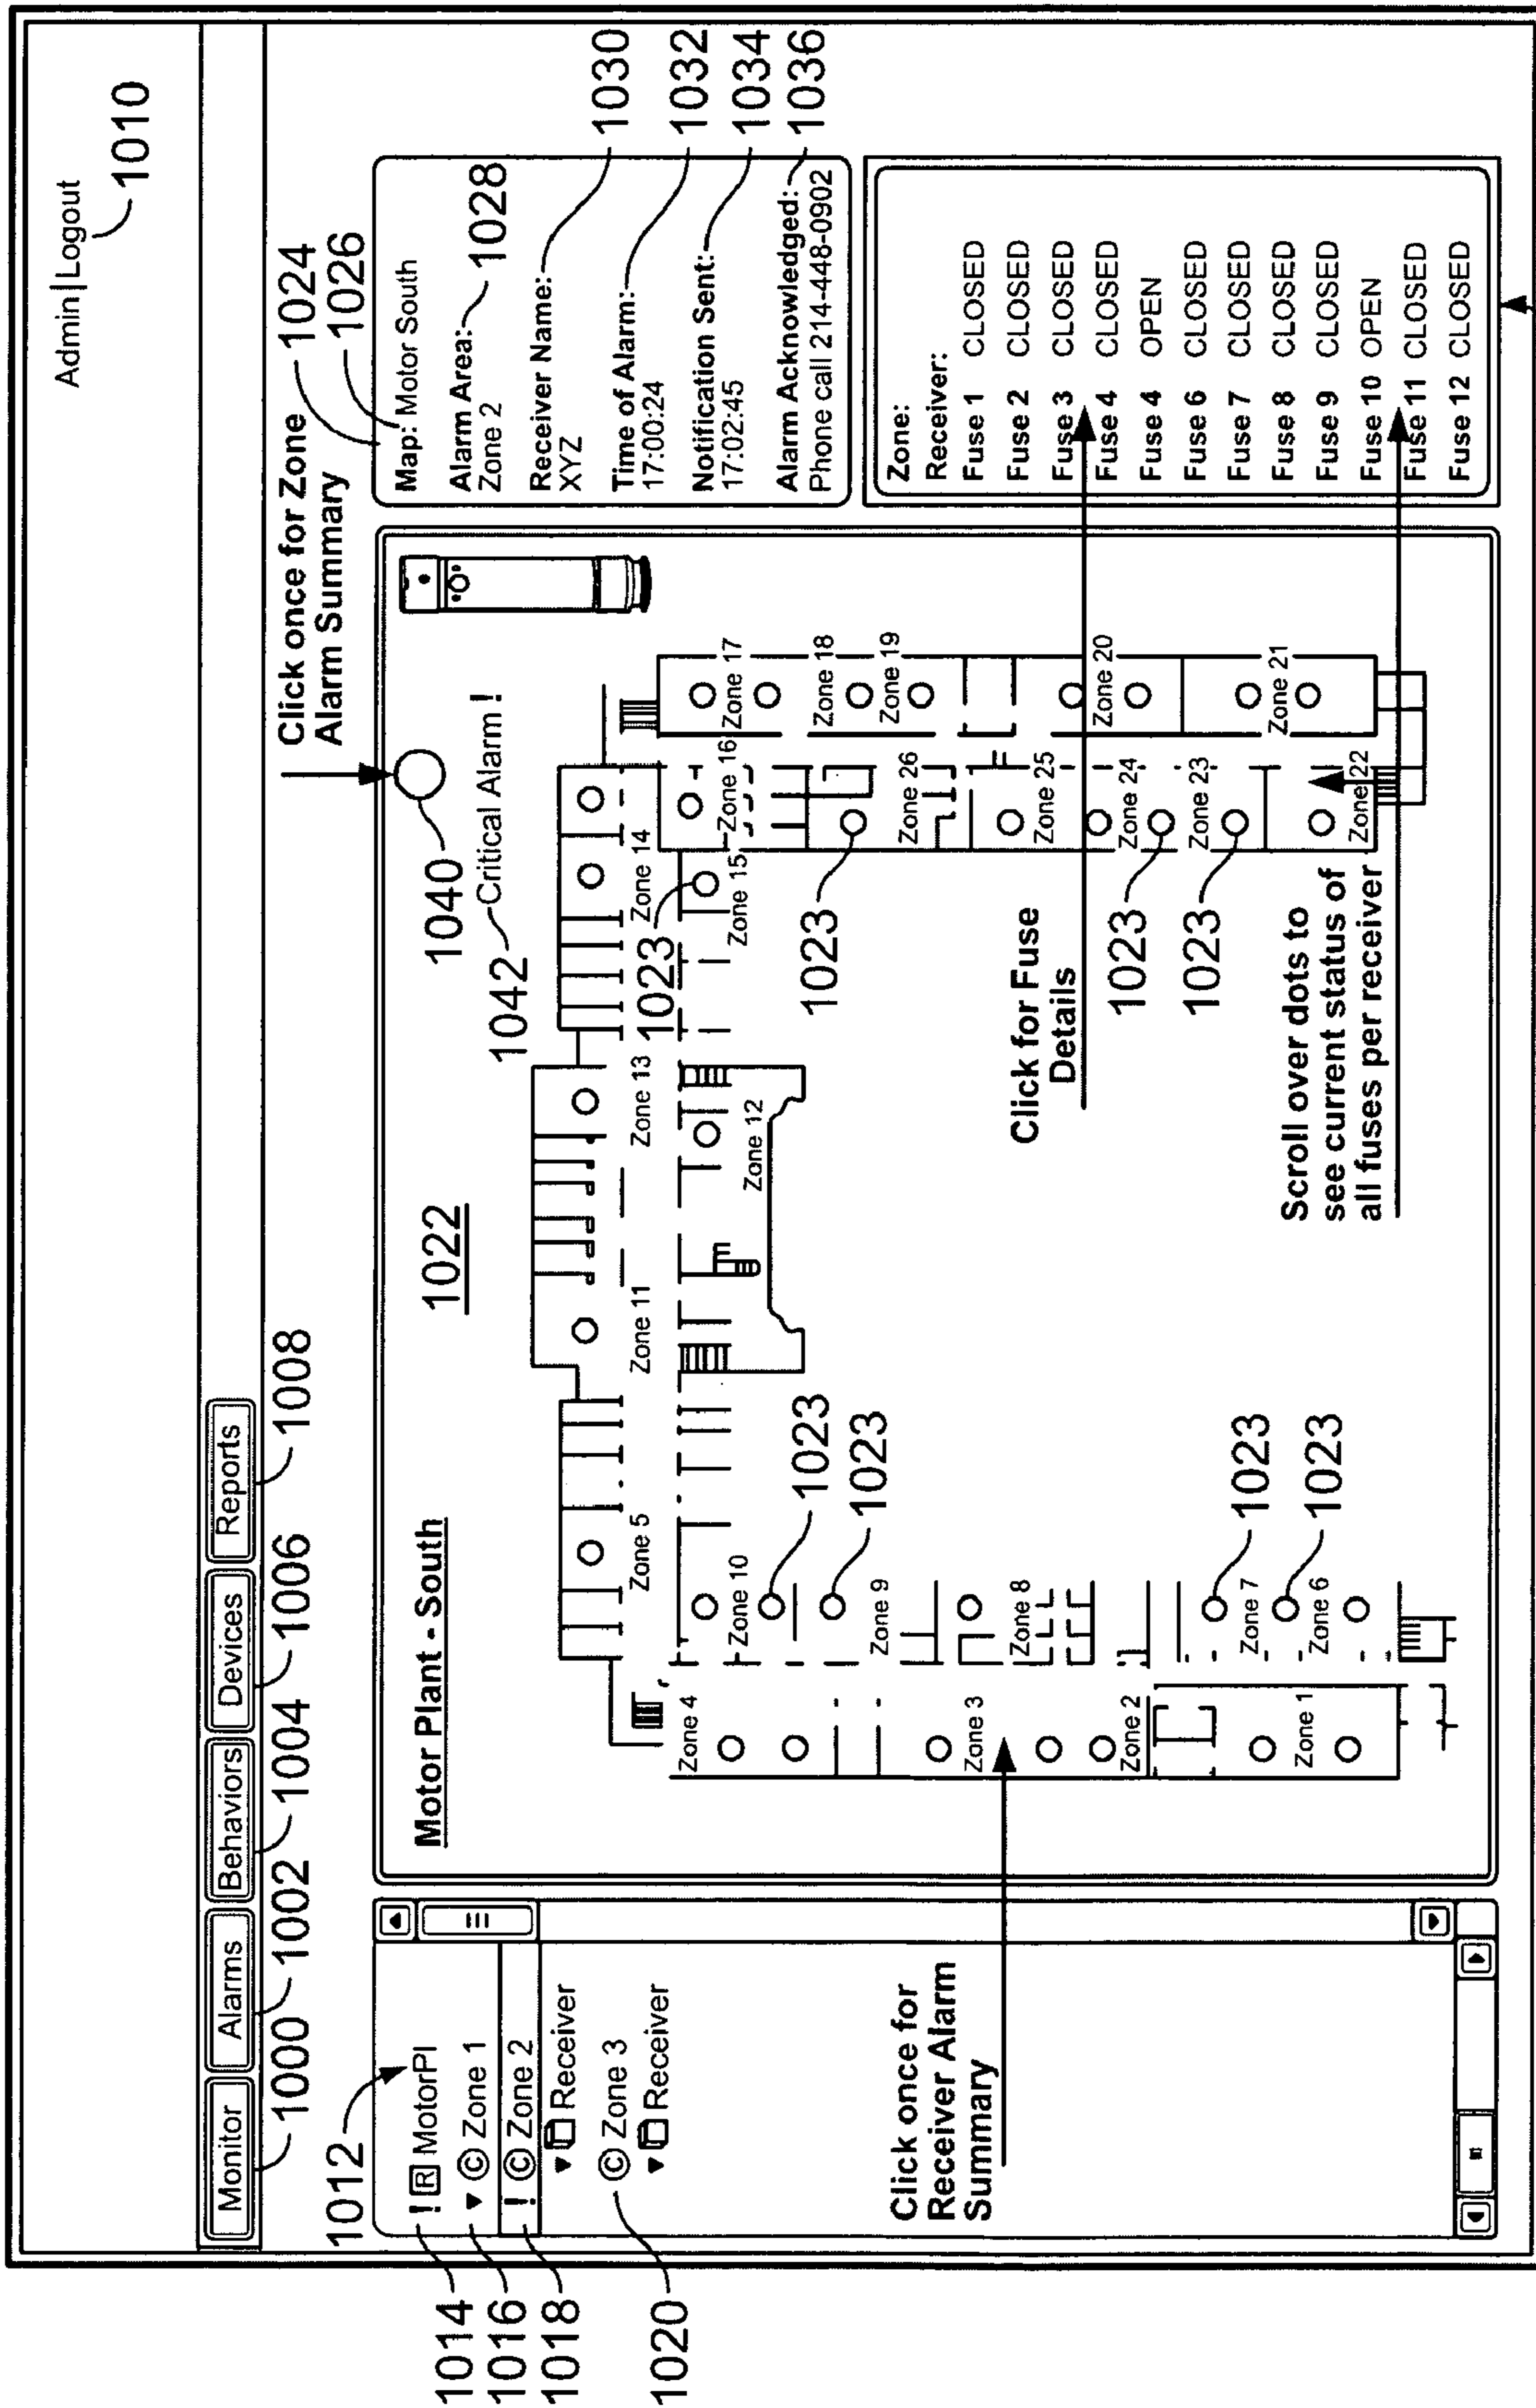 Admin|Logout
1010
Monitor
Alarms
Behaviors
Devices
Reports
1000
1002
1004
1006
1008
1012
1014
1016
1018
1020
! R MotorPl
▼ © Zone 1
! © Zone 2
▼ Receiver
© Zone 3
▼ Receiver
Click once for
Receiver Alarm
Summary
Click once for Zone
Alarm Summary
Motor Plant - South
1022
1040
1042
Critical Alarm !
Zone 4
Zone 3
Zone 2
Zone 1
Zone 5
Zone 10
Zone 9
Zone 8
Zone 7
Zone 6
1023
1023
1023
1023
Zone 11
Zone 13
Zone 12
Zone 14
Zone 15
1023
Zone 16
Zone 17
Zone 18
Zone 19
Zone 20
Zone 21
Zone 26
Zone 25
Zone 24
Zone 23
Zone 22
1023
1023
1023
Click for Fuse
Details
Scroll over dots to
see current status of
all fuses per receiver
1024
1026
Map: Motor South
Alarm Area:
1028
Zone 2
Receiver Name:
1030
XYZ
Time of Alarm:
1032
17:00:24
Notification Sent:
1034
17:02:45
Alarm Acknowledged:
1036
Phone call 214-448-0902
Zone:
Receiver:
Fuse 1 CLOSED
Fuse 2 CLOSED
Fuse 3 CLOSED
Fuse 4 CLOSED
Fuse 4 OPEN
Fuse 6 CLOSED
Fuse 7 CLOSED
Fuse 8 CLOSED
Fuse 9 CLOSED
Fuse 10 OPEN
Fuse 11 CLOSED
Fuse 12 CLOSED